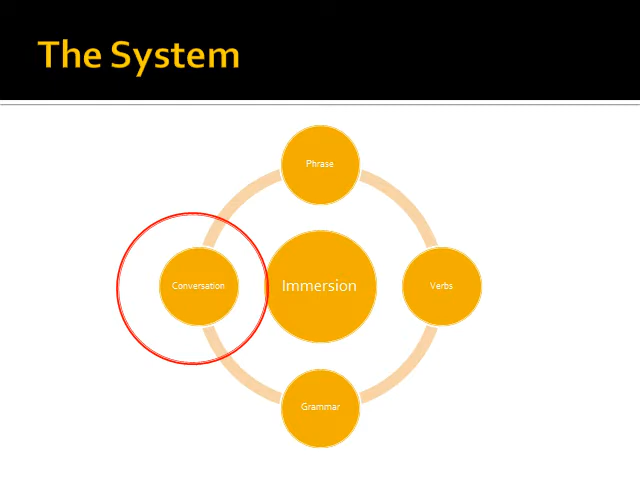 The System
Phrase
Conversation
Immersion
Verbs
Grammar